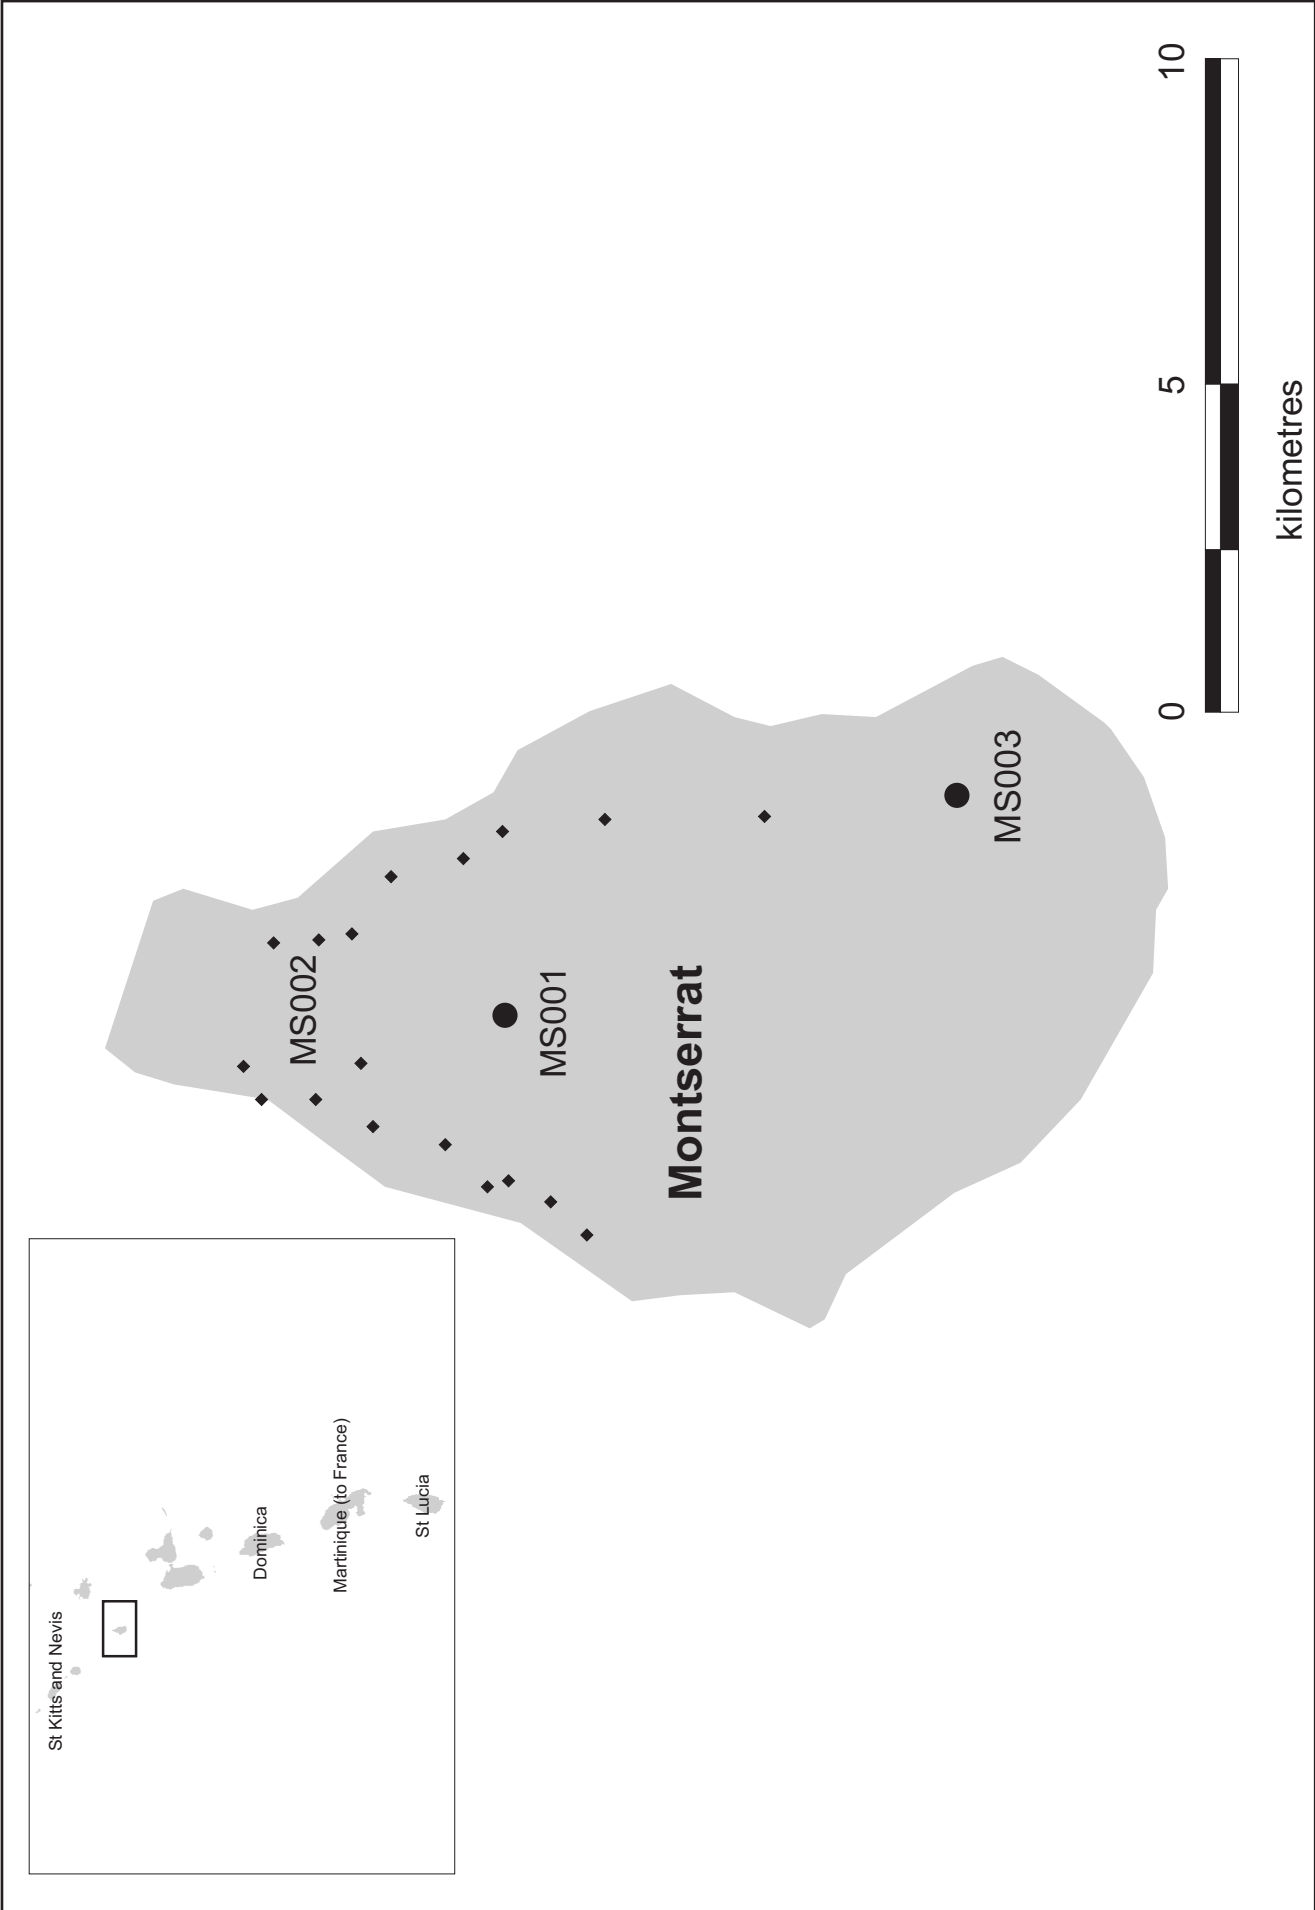 St Kitts and Nevis
Dominica
Martinique (to France)
St Lucia
MS002
MS001
Montserrat
MS003
0
5
10
kilometres